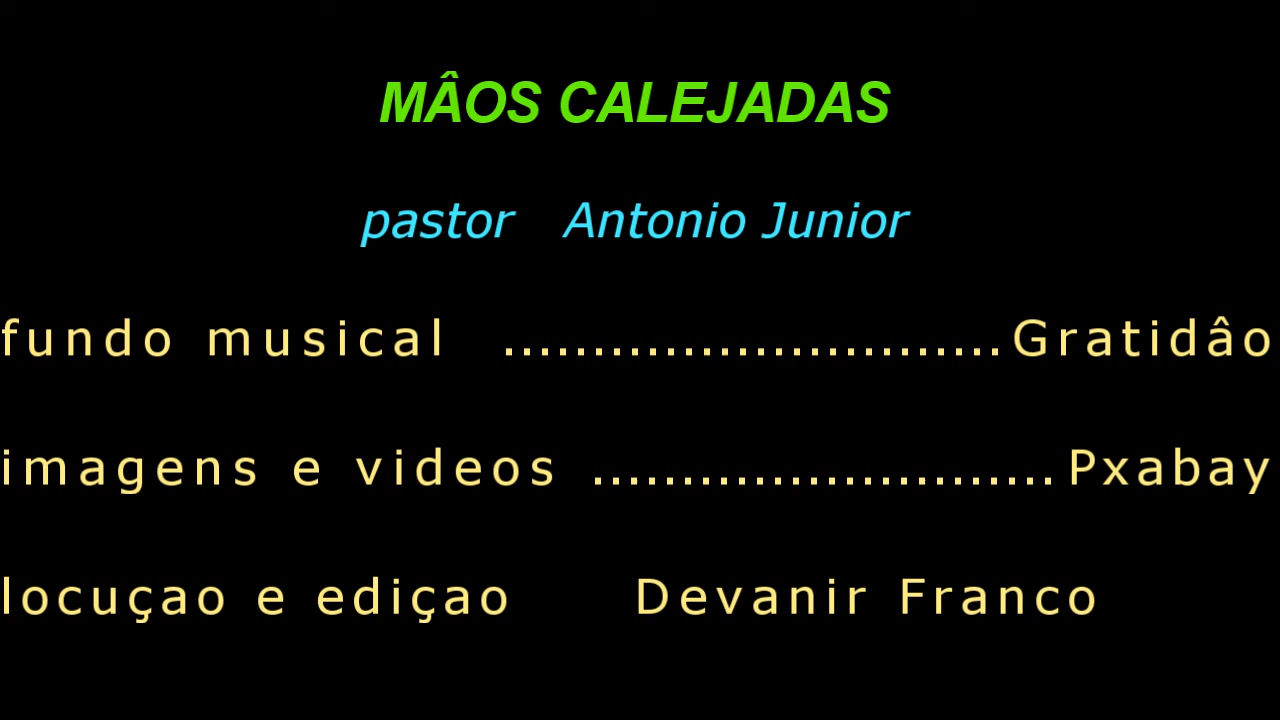 MÂOS CALEJADAS
pastor Antonio Junior
fundo musical ............................Gratidâo
imagens e videos ..........................Pxabay
locuçao e ediçao Devanir Franco